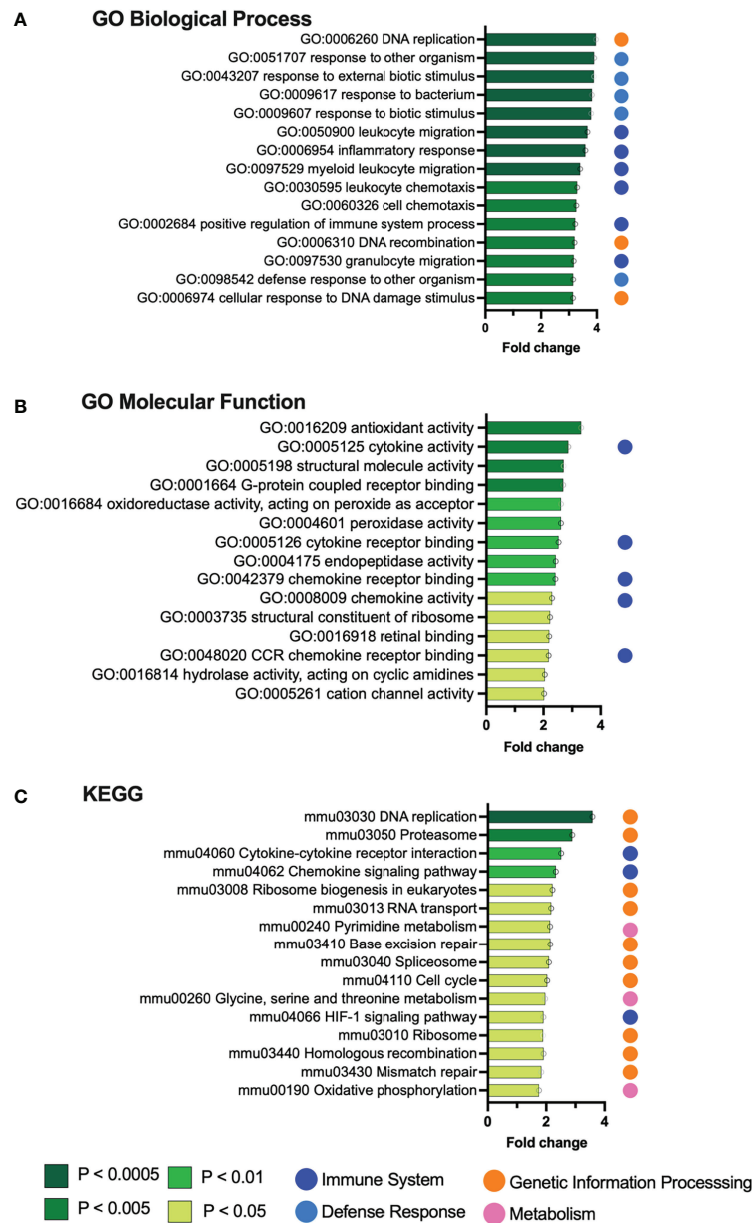 A
GO Biological Process
GO:0006260 DNA replication
GO:0051707 response to other organism
GO:0043207 response to external biotic stimulus
GO:0009617 response to bacterium
GO:0009607 response to biotic stimulus
GO:0050900 leukocyte migration
GO:0006954 inflammatory response
GO:0097529 myeloid leukocyte migration
GO:0030595 leukocyte chemotaxis
GO:0060326 cell chemotaxis
GO:0002684 positive regulation of immune system process
GO:0006310 DNA recombination
GO:0097530 granulocyte migration
GO:0098542 defense response to other organism
GO:0006974 cellular response to DNA damage stimulus
0 2 4
Fold change
B
GO Molecular Function
GO:0016209 antioxidant activity
GO:0005125 cytokine activity
GO:0005198 structural molecule activity
GO:0001664 G-protein coupled receptor binding
GO:0016684 oxidoreductase activity, acting on peroxide as acceptor
GO:0004601 peroxidase activity
GO:0005126 cytokine receptor binding
GO:0004175 endopeptidase activity
GO:0042379 chemokine receptor binding
GO:0008009 chemokine activity
GO:0003735 structural constituent of ribosome
GO:0016918 retinal binding
GO:0048020 CCR chemokine receptor binding
GO:0016814 hydrolase activity, acting on cyclic amidines
GO:0005261 cation channel activity
0 2 4
Fold change
C
KEGG
mmu03030 DNA replication
mmu03050 Proteasome
mmu04060 Cytokine-cytokine receptor interaction
mmu04062 Chemokine signaling pathway
mmu03008 Ribosome biogenesis in eukaryotes
mmu03013 RNA transport
mmu00240 Pyrimidine metabolism
mmu03410 Base excision repair
mmu03040 Spliceosome
mmu04110 Cell cycle
mmu00260 Glycine, serine and threonine metabolism
mmu04066 HIF-1 signaling pathway
mmu03010 Ribosome
mmu03440 Homologous recombination
mmu03430 Mismatch repair
mmu00190 Oxidative phosphorylation
0 2 4
Fold change
P < 0.0005 P < 0.01 Immune System Genetic Information Processsing
P < 0.005 P < 0.05 Defense Response Metabolism